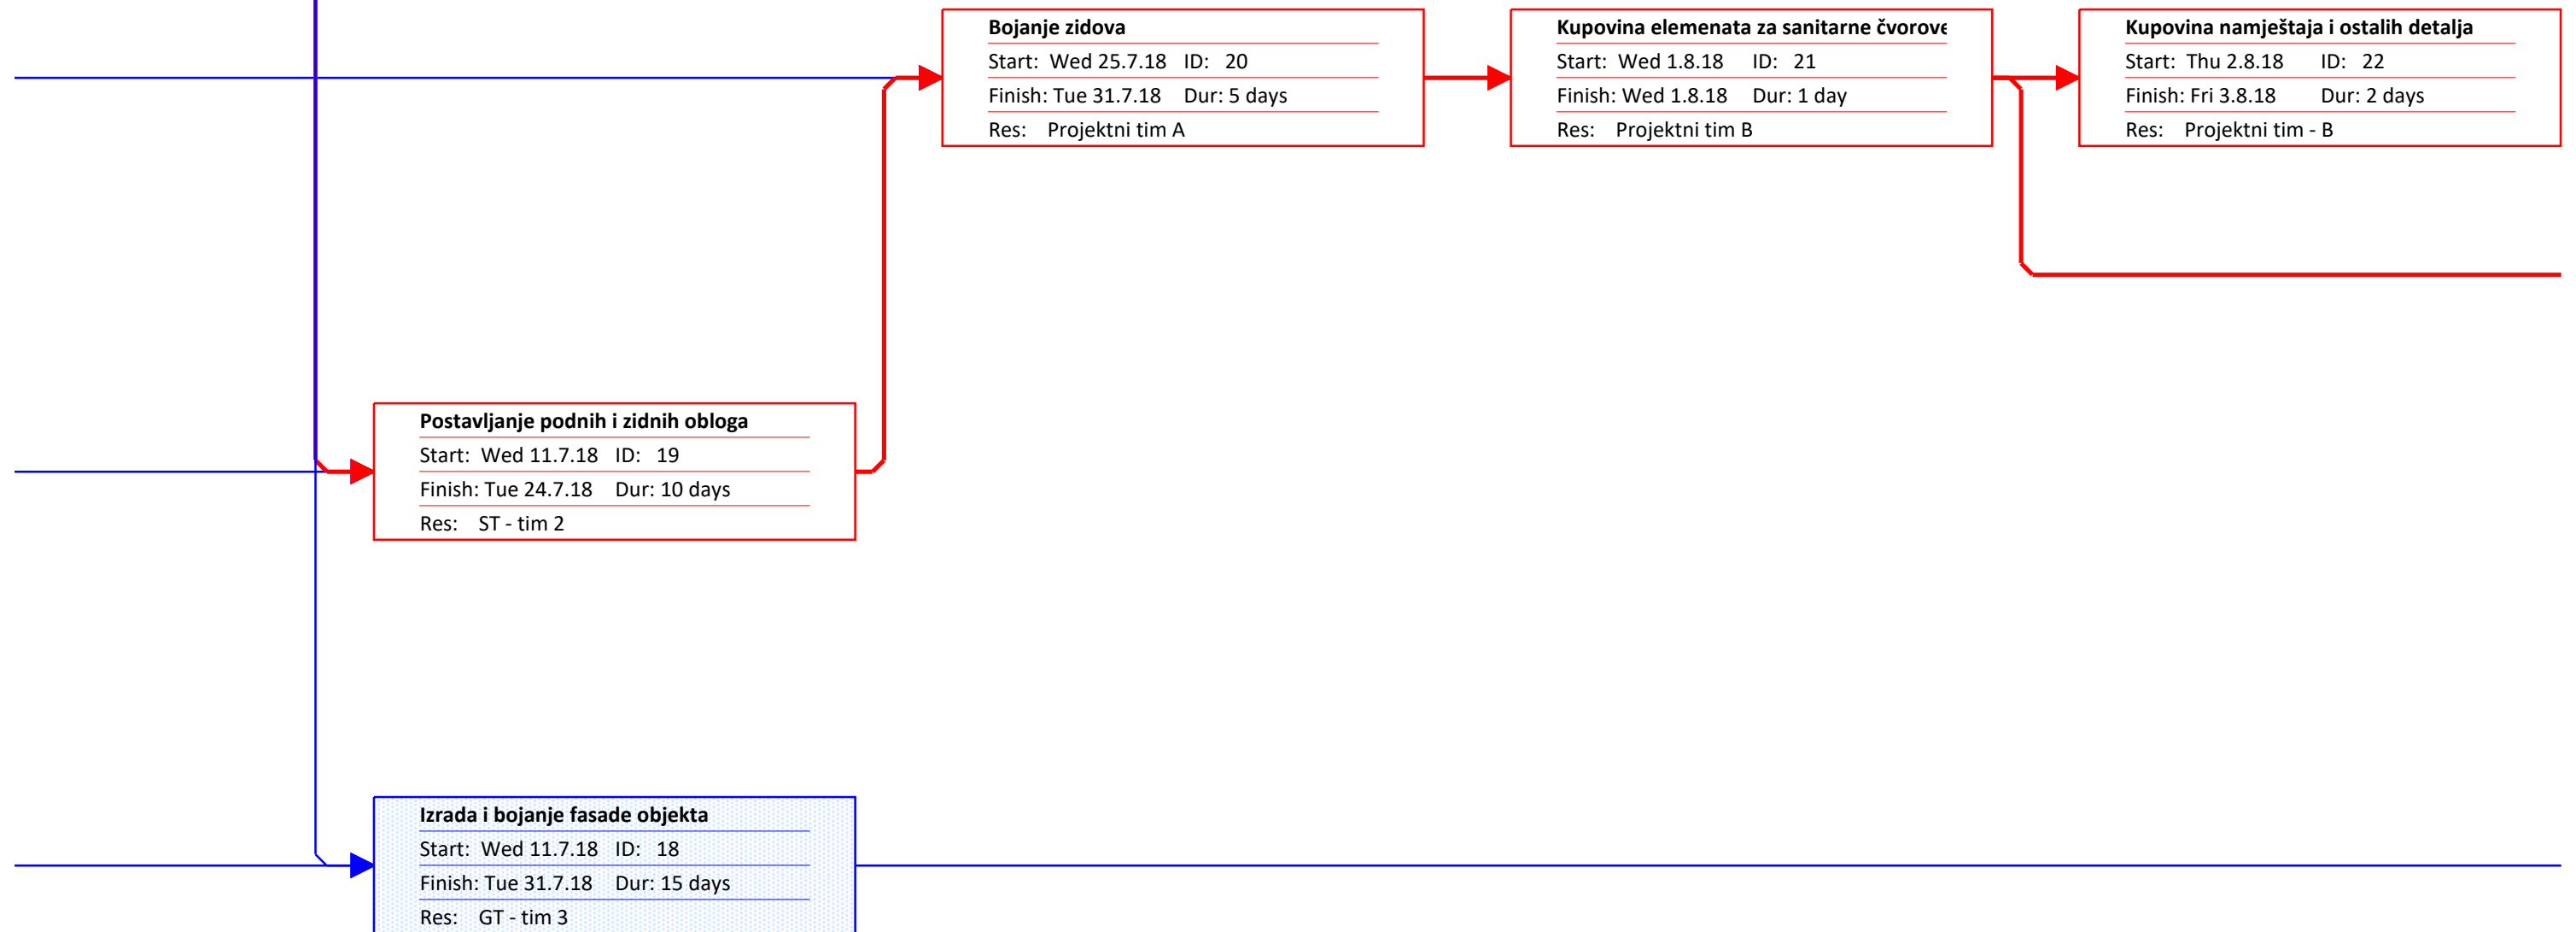 Bojanje zidova
Start: Wed 25.7.18 ID: 20
Finish: Tue 31.7.18 Dur: 5 days
Res: Projektni tim A
Kupovina elemenata za sanitarne čvorove
Start: Wed 1.8.18 ID: 21
Finish: Wed 1.8.18 Dur: 1 day
Res: Projektni tim B
Kupovina namještaja i ostalih detalja
Start: Thu 2.8.18 ID: 22
Finish: Fri 3.8.18 Dur: 2 days
Res: Projektni tim - B
Postavljanje podnih i zidnih obloga
Start: Wed 11.7.18 ID: 19
Finish: Tue 24.7.18 Dur: 10 days
Res: ST - tim 2
Izrada i bojanje fasade objekta
Start: Wed 11.7.18 ID: 18
Finish: Tue 31.7.18 Dur: 15 days
Res: GT - tim 3